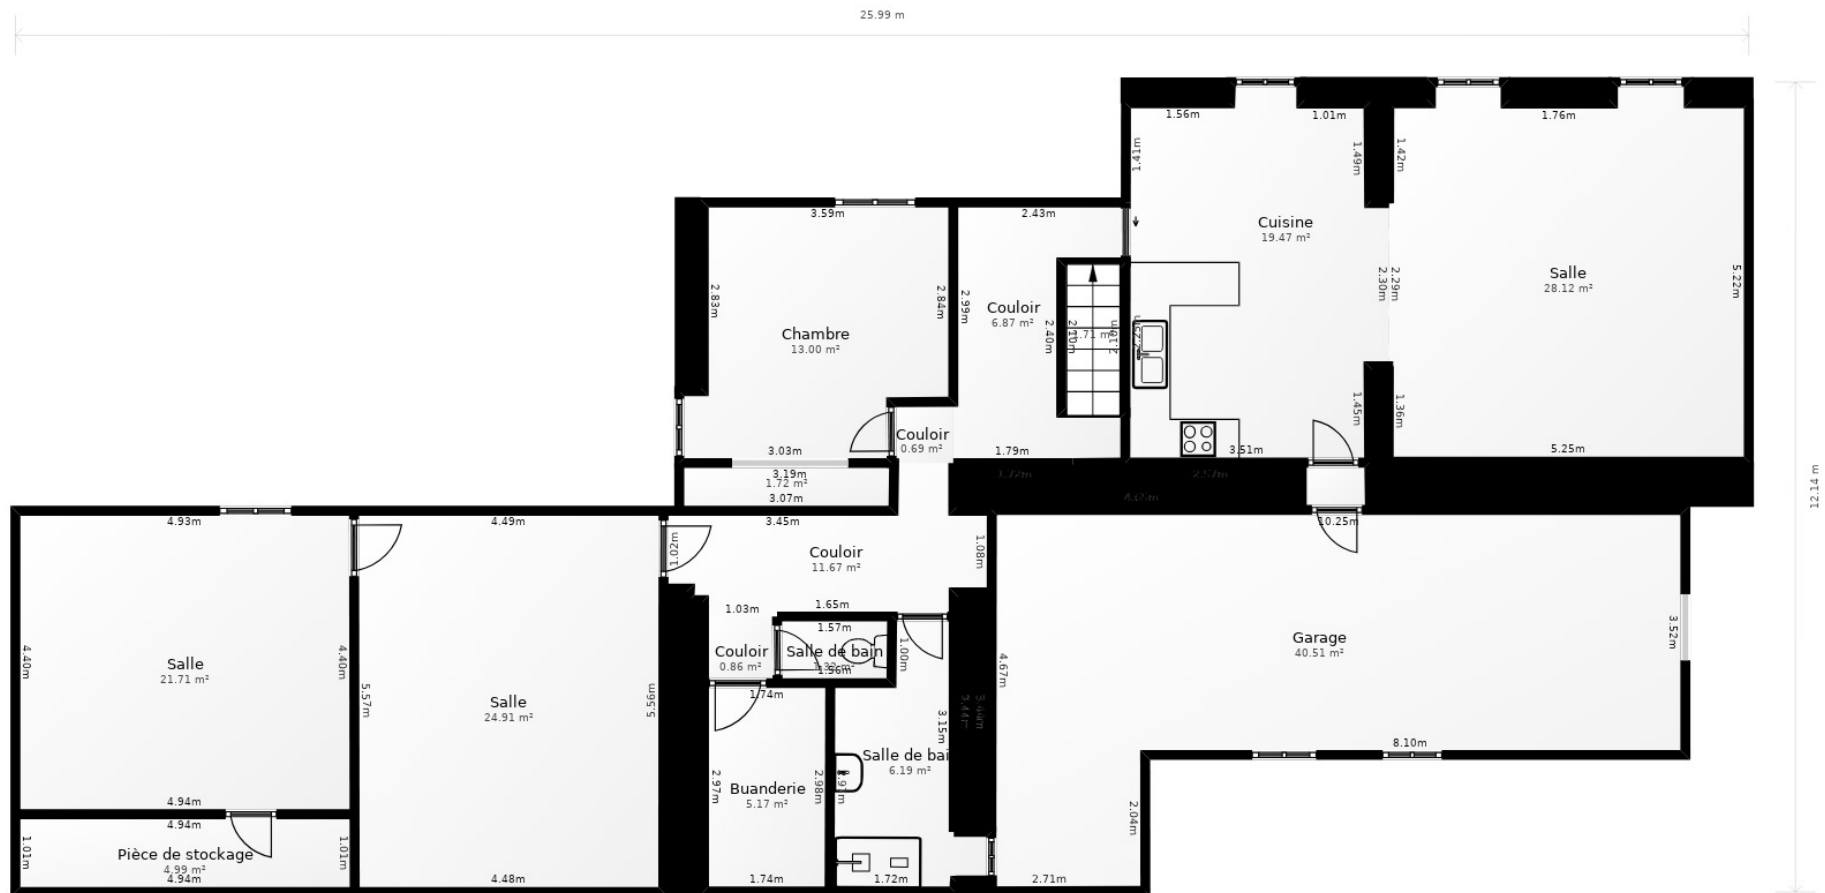 25.99 m
1.56m
1.01m
1.76m
1.41m
1.49m
1.42m
3.59m
2.43m
Cuisine
19.47 m²
2.83m
2.84m
2.99m
Couloir
6.87 m²
2.40m
2.10m
2.10m
2.30m
2.29m
Salle
28.12 m²
5.22m
Chambre
13.00 m²
1.45m
1.36m
Couloir
0.69 m²
3.03m
1.79m
3.51m
5.25m
3.19m
1.72 m²
3.07m
1.72m
2.57m
12.14 m
4.93m
4.49m
3.45m
10.25m
1.02m
Couloir
11.67 m²
1.08m
1.03m
1.65m
1.57m
Couloir
0.86 m²
Salle de bain
1.56m
1.00m
Garage
40.51 m²
3.52m
4.40m
Salle
21.71 m²
4.40m
5.57m
Salle
24.91 m²
5.56m
1.74m
4.67m
3.15m
Salle de bai
6.19 m²
8.10m
2.97m
Buanderie
5.17 m²
2.98m
4.94m
4.94m
1.01m
Pièce de stockage
4.99 m²
1.01m
4.94m
4.48m
1.74m
1.72m
2.71m
2.04m